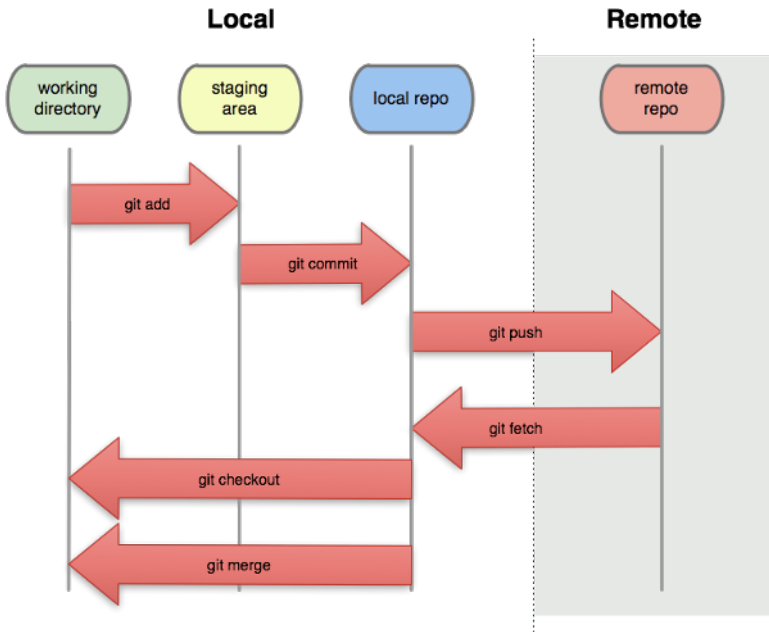 Local
Remote
working
directory
staging
area
local repo
remote
repo
git add
git commit
git push
git fetch
git checkout
git merge